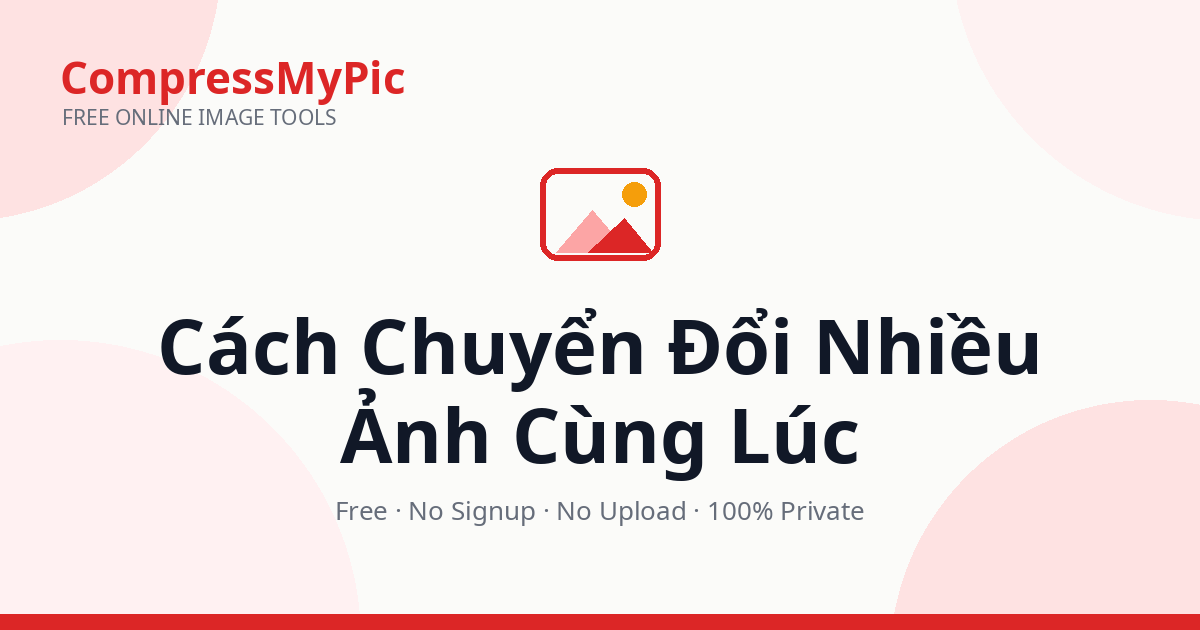 CompressMyPic
FREE ONLINE IMAGE TOOLS
Cách Chuyển Đổi Nhiều
Ảnh Cùng Lúc
Free · No Signup · No Upload · 100% Private